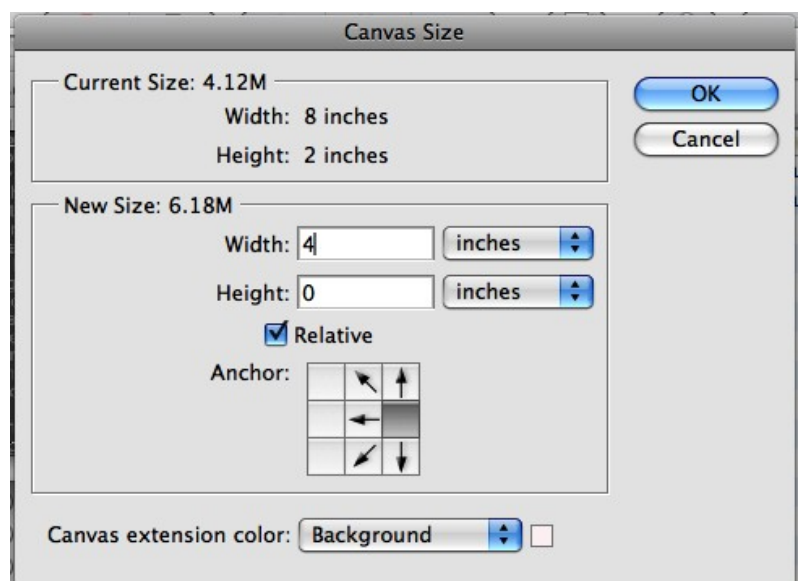 Canvas Size
Current Size: 4.12M
Width: 8 inches
Height: 2 inches
OK
Cancel
New Size: 6.18M
Width: 4 inches
Height: 0 inches
Relative
Anchor:
Canvas extension color: Background